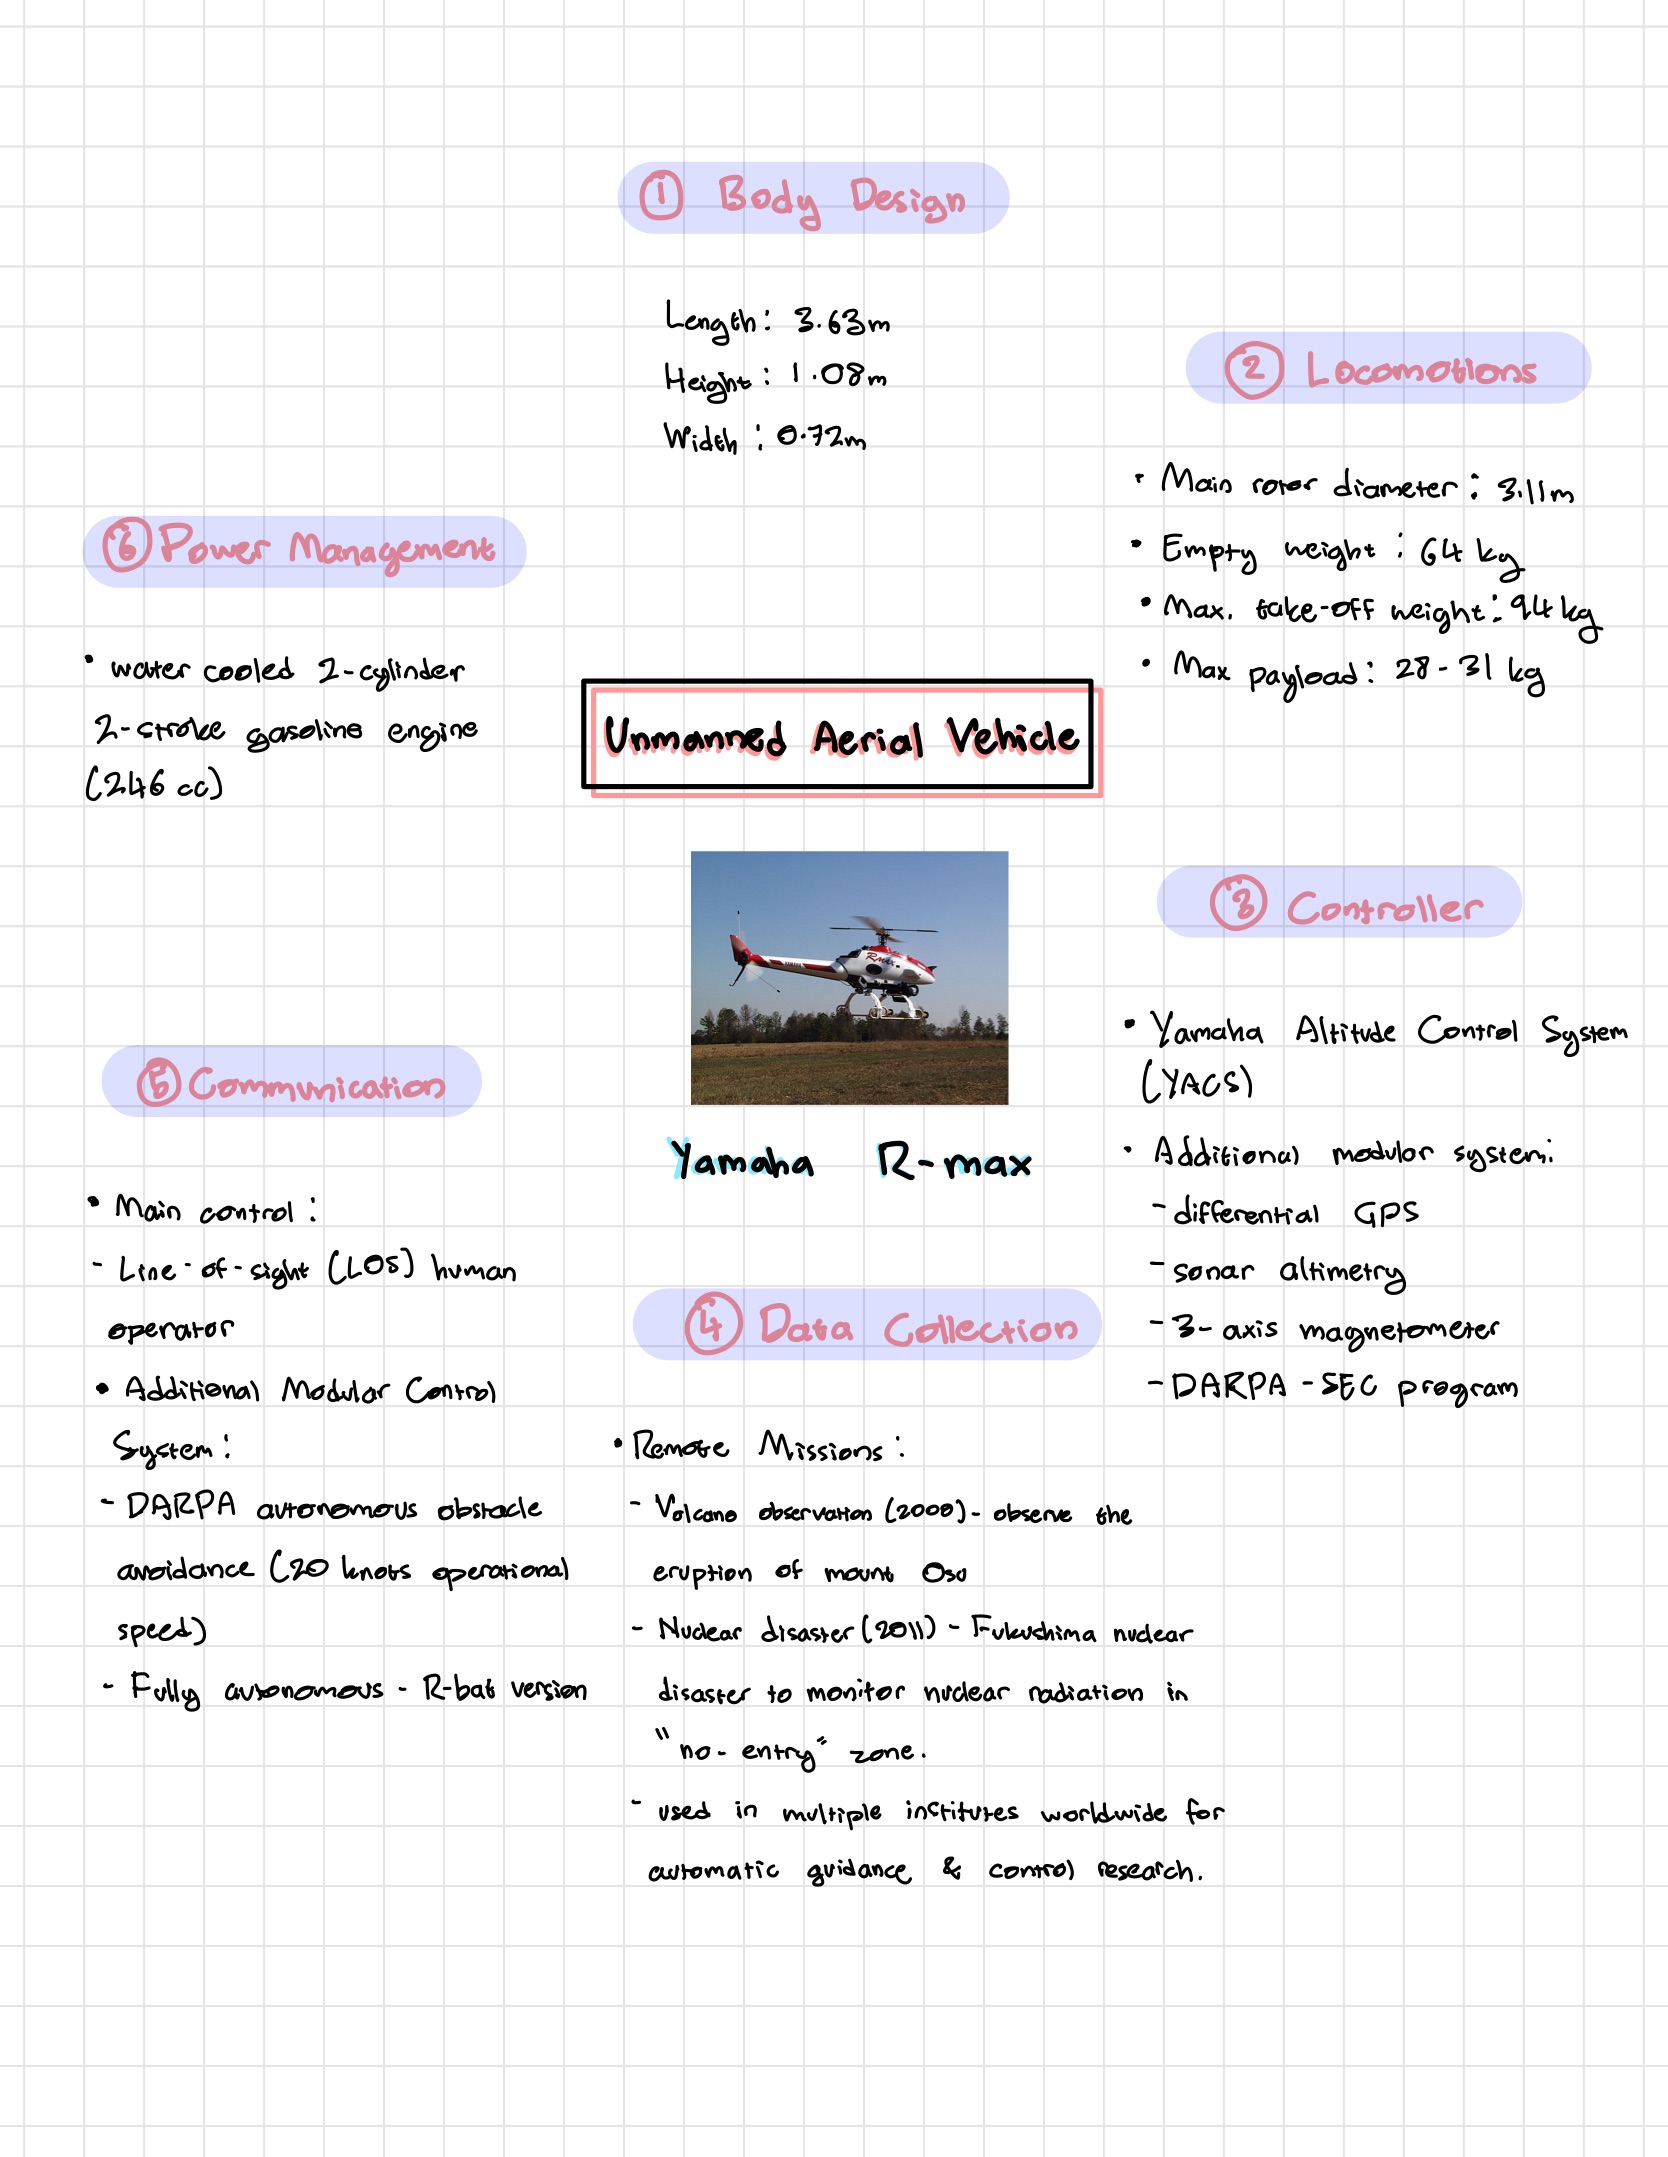 ① Body Design
Length: 3.63m
Height: 1.08m
Width: 0.72m
② Locomotions
• Main rotor diameter: 3.11m
• Empty weight: 64 kg
• Max. take-off weight: 94 kg
• Max payload: 28-31 kg
⑥ Power Management
• water cooled 2-cylinder
2-stroke gasoline engine
(246 cc)
Unmanned Aerial Vehicle
Rmax
YAMAHA
Yamaha R-max
③ Controller
• Yamaha Altitude Control System
(YACS)
• Additional modular system:
- differential GPS
- sonar altimetry
- 3-axis magnetometer
- DARPA-SEC program
④ Data Collection
• Remote Missions:
- Volcano observation (2000) - observe the
eruption of mount Osu
- Nuclear disaster (2011) - Fukushima nuclear
disaster to monitor nuclear radiation in
"no-entry" zone.
- used in multiple institutes worldwide for
automatic guidance & control research.
⑤ Communication
• Main control:
- Line-of-sight (LOS) human
operator
• Additional Modular Control
System:
- DARPA autonomous obstacle
avoidance (20 knots operational
speed)
- Fully autonomous - R-bat version